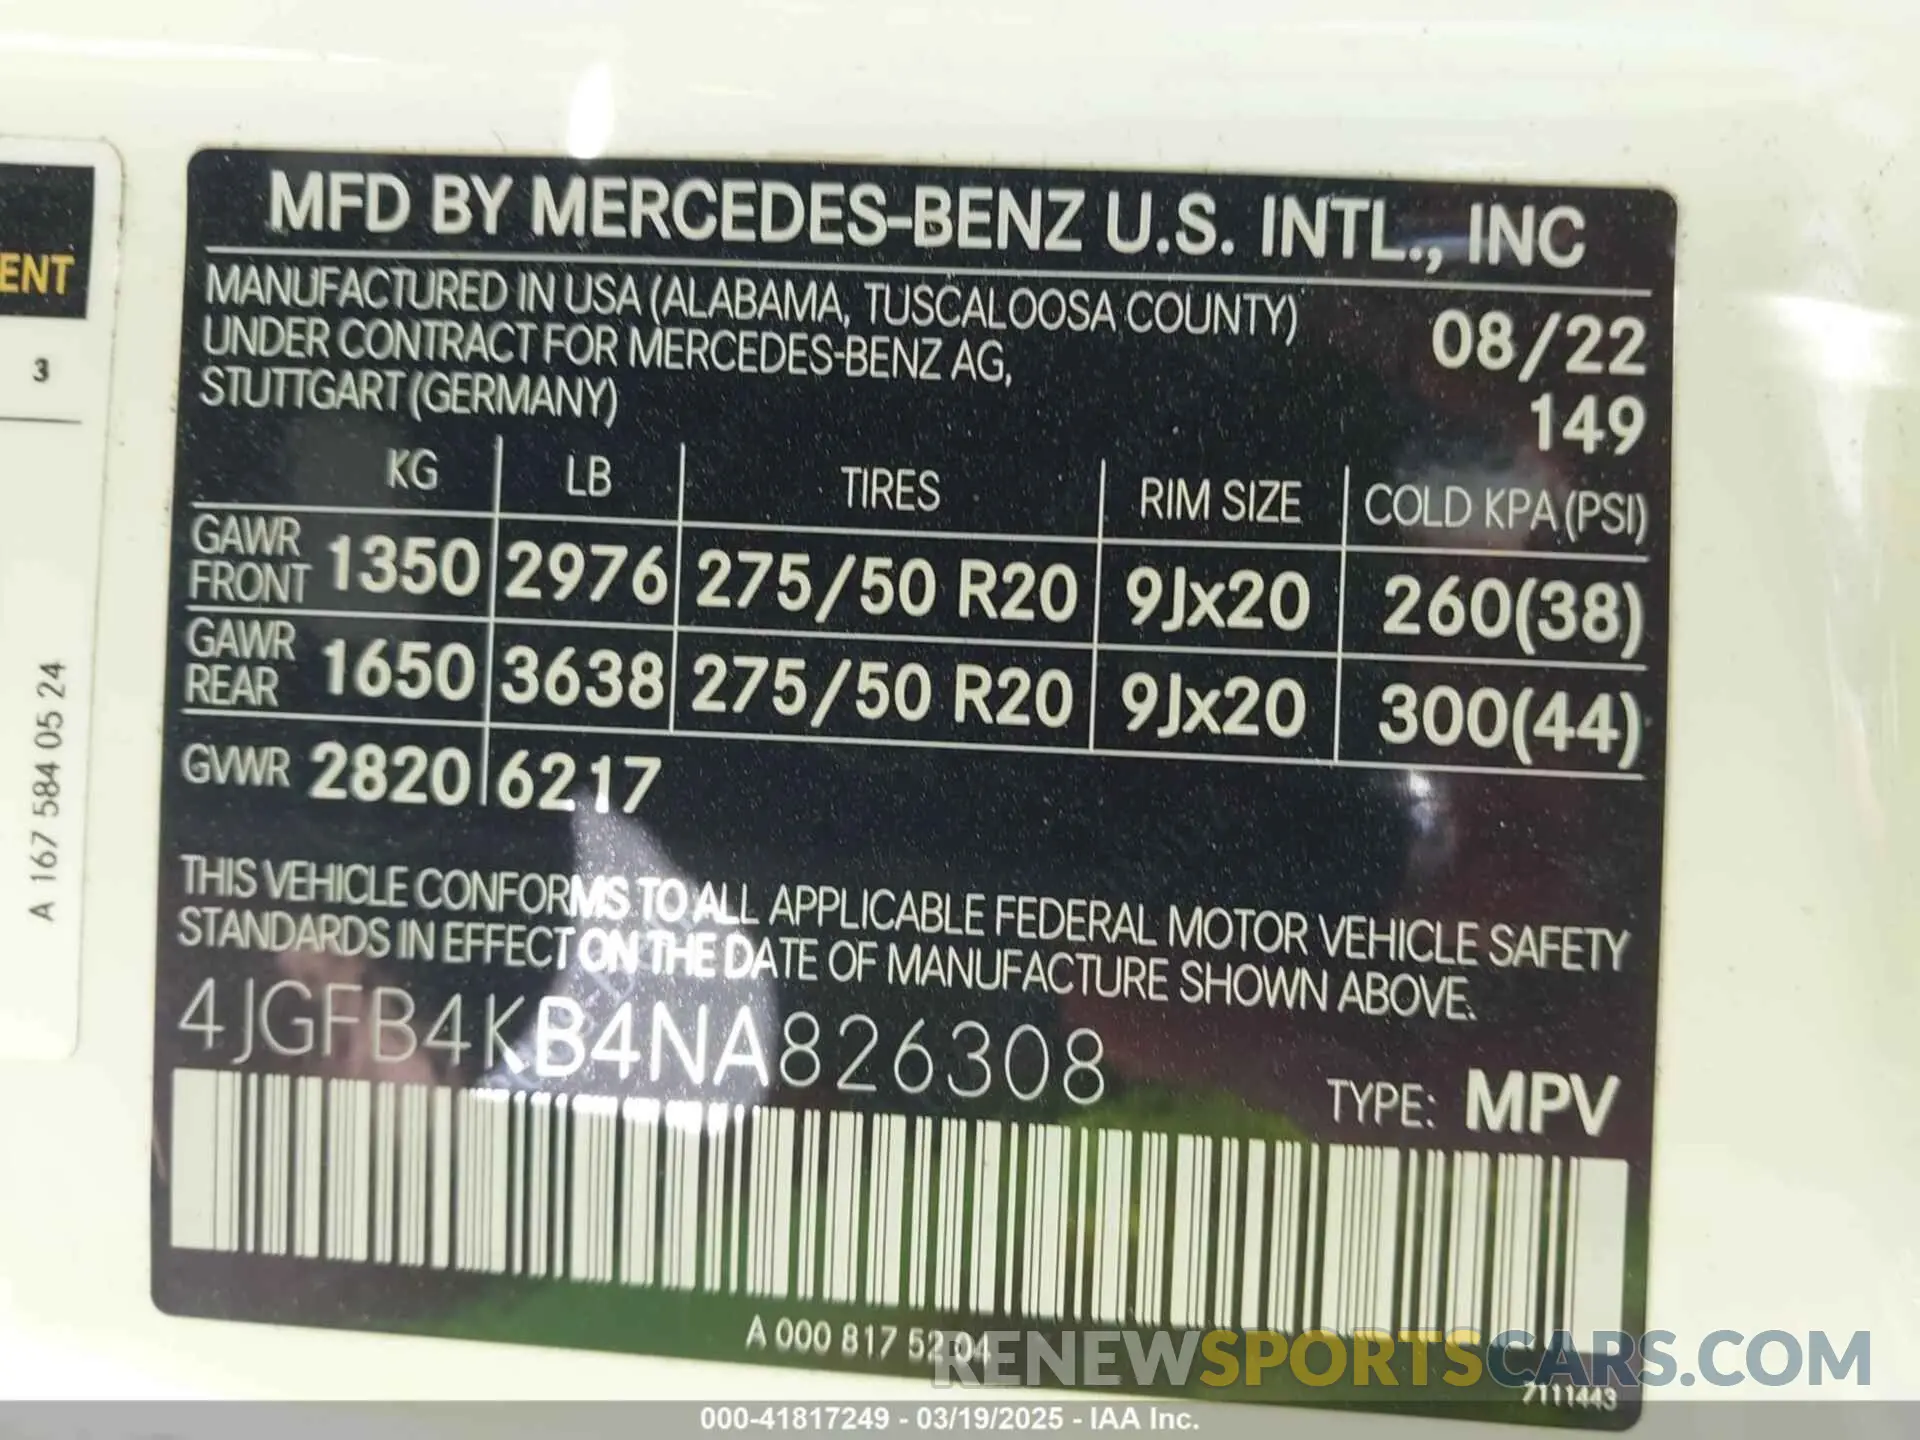 MFD BY MERCEDES-BENZ U.S. INTL., INC
MANUFACTURED IN USA (ALABAMA, TUSCALOOSA COUNTY)
UNDER CONTRACT FOR MERCEDES-BENZ AG,
STUTTGART (GERMANY)
08/22
149
KG LB TIRES RIM SIZE COLD KPA (PSI)
GAWR FRONT 1350 2976 275/50 R20 9Jx20 260(38)
GAWR REAR 1650 3638 275/50 R20 9Jx20 300(44)
GVWR 2820 6217
THIS VEHICLE CONFORMS TO ALL APPLICABLE FEDERAL MOTOR VEHICLE SAFETY
STANDARDS IN EFFECT ON THE DATE OF MANUFACTURE SHOWN ABOVE.
4JGFB4KB4NA826308
TYPE: MPV
A 000 817 52 04
7111443
ENT
3
A 167 584 05 24
RENEWSPORTSCARS.COM
000-41817249 - 03/19/2025 - IAA Inc.